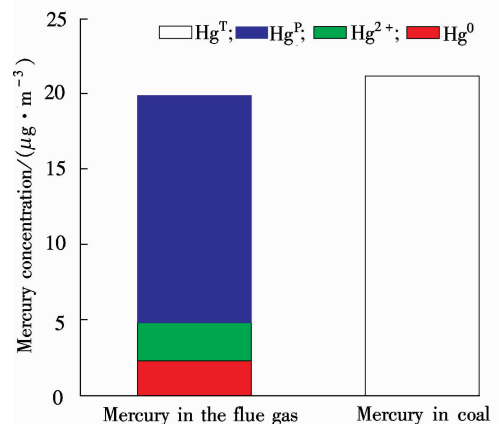 25
Hg^T; Hg^P; Hg^2+; Hg^0
20
15
10
5
0
Mercury concentration/(μg·m^-3)
Mercury in the flue gas
Mercury in coal